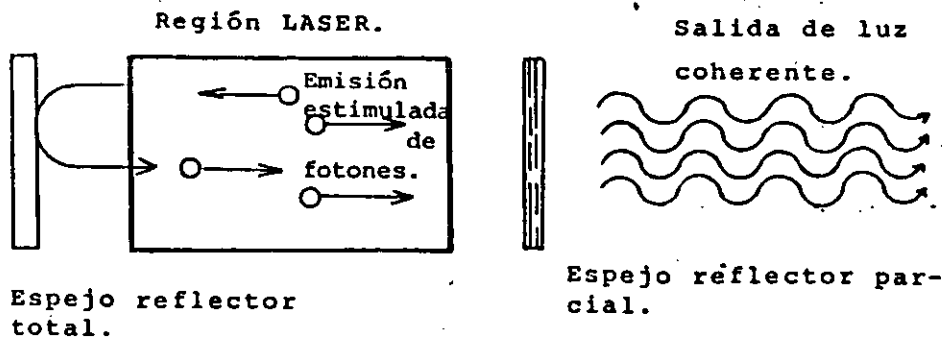 Región LASER.
Salida de luz
coherente.
Emisión
estimulada
de
fotones.
Espejo reflector
total.
Espejo reflector par-
cial.